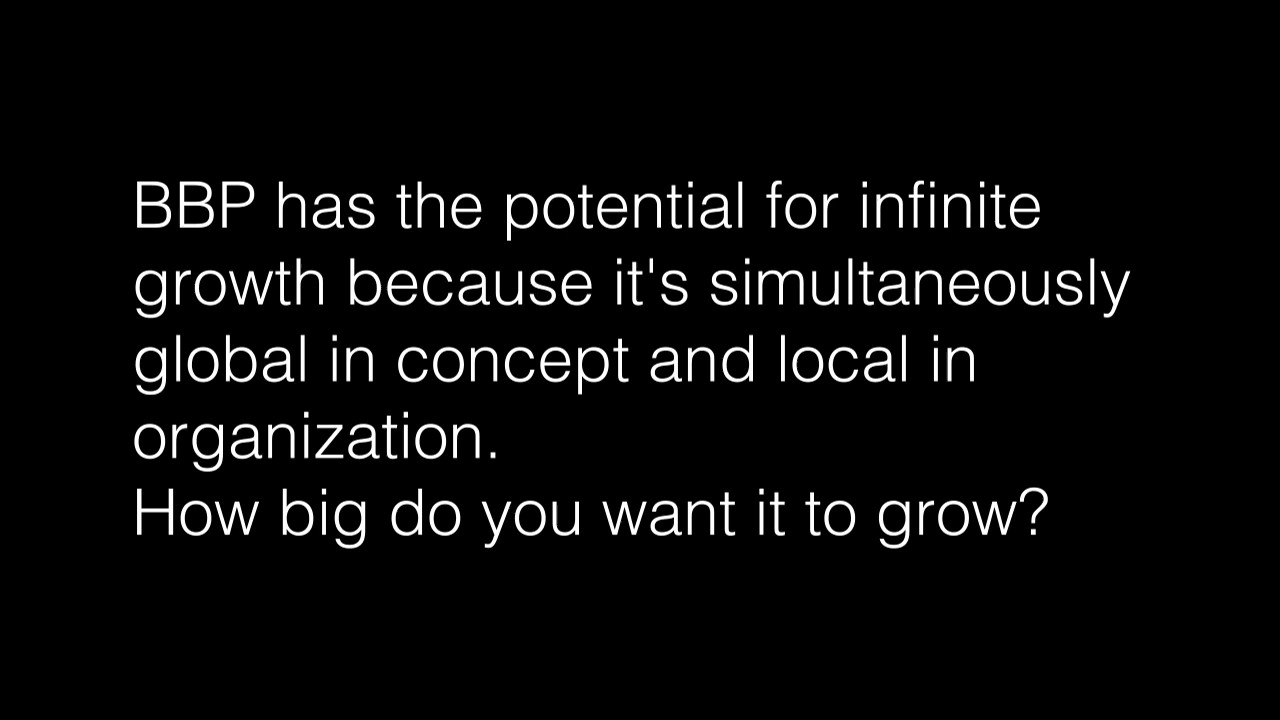 BBP has the potential for infinite
growth because it's simultaneously
global in concept and local in
organization.
How big do you want it to grow?